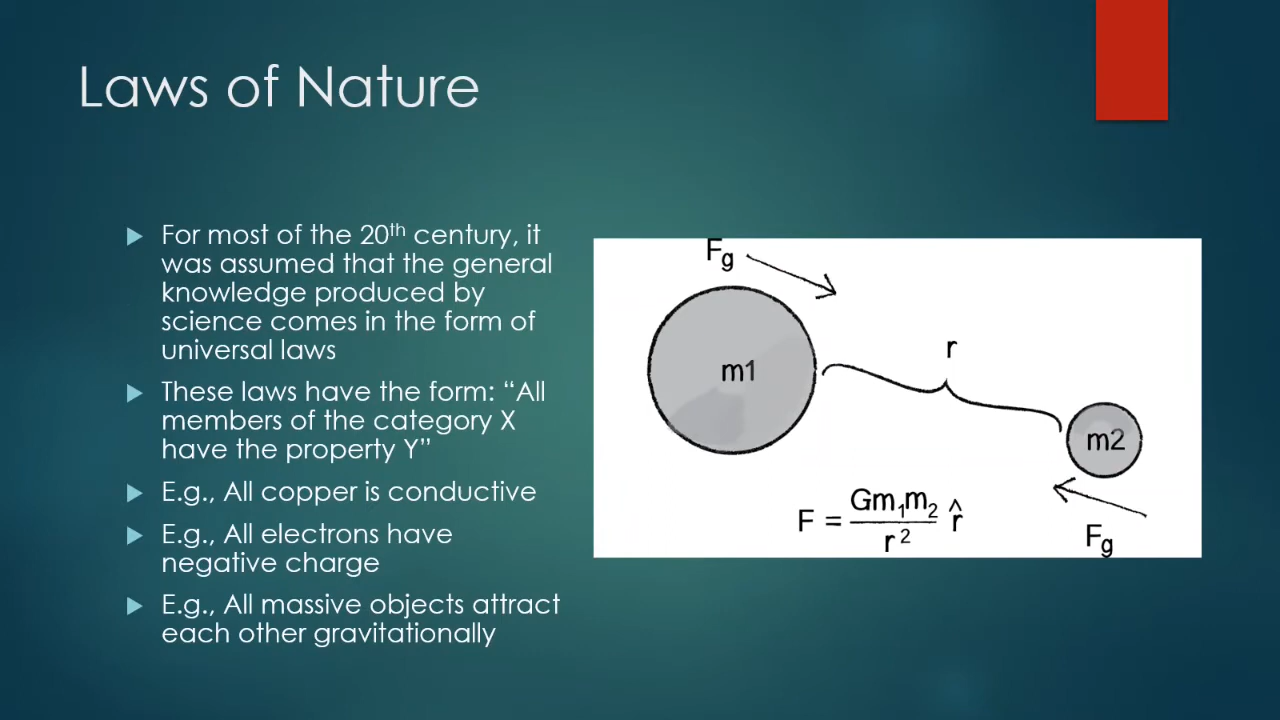 Laws of Nature
For most of the 20th century, it
was assumed that the general
knowledge produced by
science comes in the form of
universal laws
These laws have the form: “All
members of the category X
have the property Y”
E.g., All copper is conductive
E.g., All electrons have
negative charge
E.g., All massive objects attract
each other gravitationally
Fg
m1
r
m2
F = Gm₁m₂ / r² r̂
Fg